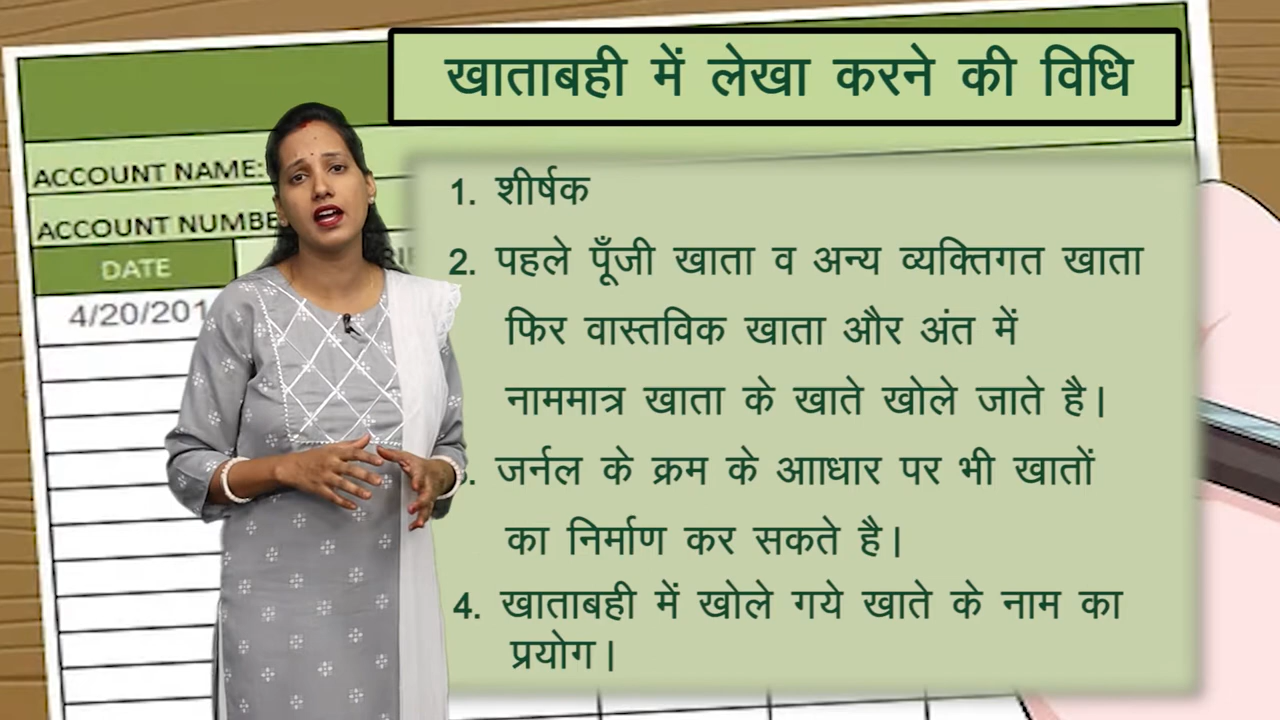 खाताबही में लेखा करने की विधि
ACCOUNT NAME:
ACCOUNT NUMBE
DATE
4/20/201
1. शीर्षक
2. पहले पूँजी खाता व अन्य व्यक्तिगत खाता
फिर वास्तविक खाता और अंत में
नाममात्र खाता के खाते खोले जाते है।
. जर्नल के क्रम के आाधार पर भी खातों
का निर्माण कर सकते है।
4. खाताबही में खोले गये खाते के नाम का
प्रयोग।